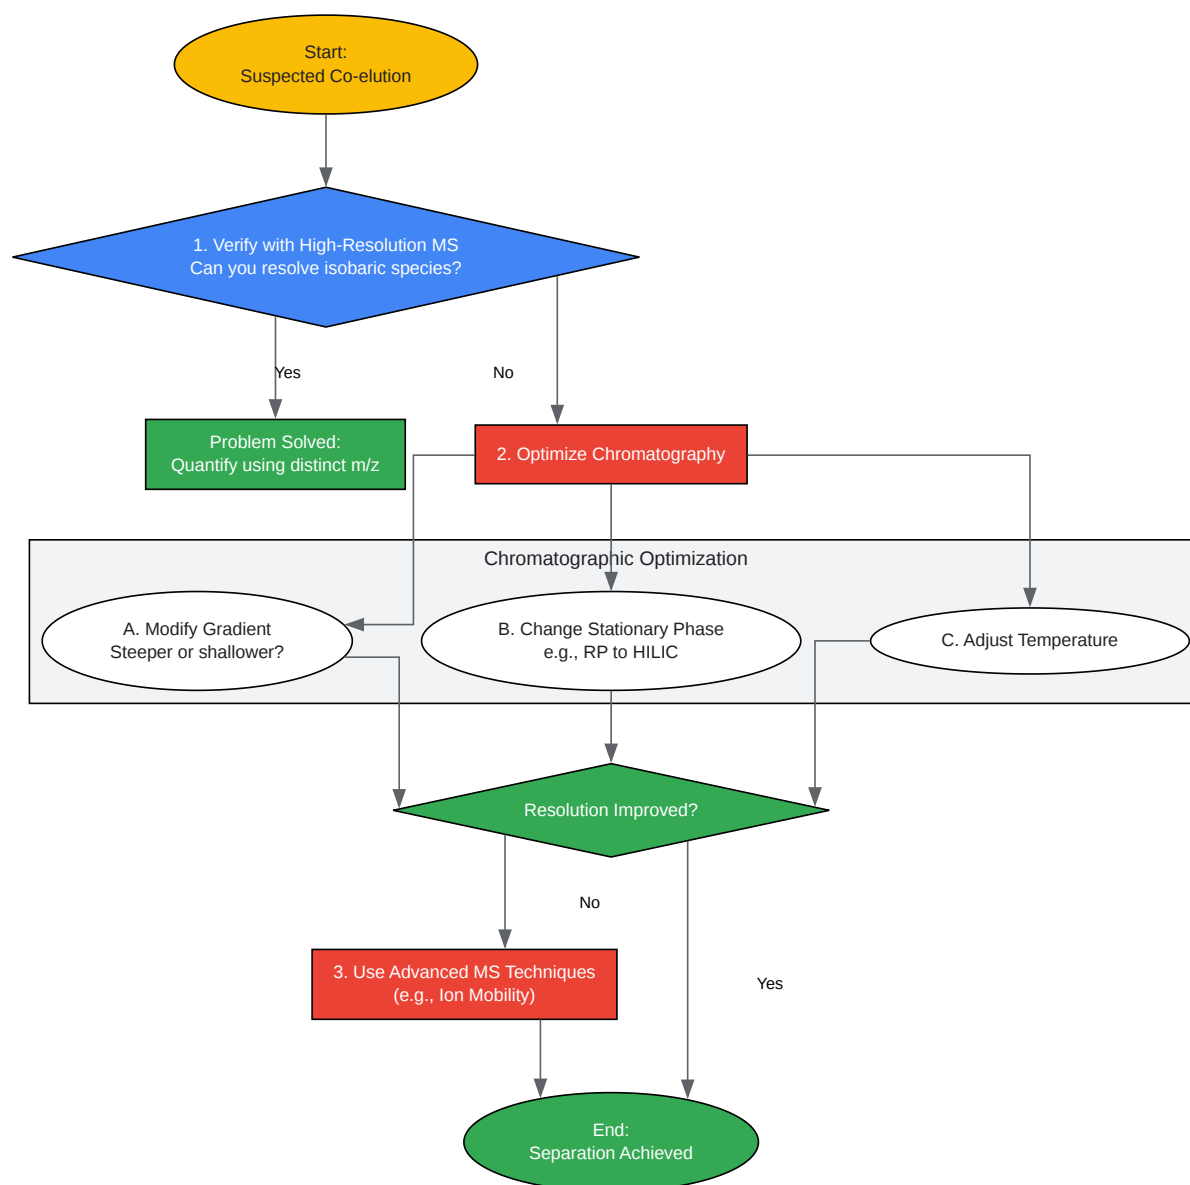 Start:
Suspected Co-elution
1. Verify with High-Resolution MS
Can you resolve isobaric species?
Yes
No
Problem Solved:
Quantify using distinct m/z
2. Optimize Chromatography
Chromatographic Optimization
A. Modify Gradient
Steeper or shallower?
B. Change Stationary Phase
e.g., RP to HILIC
C. Adjust Temperature
Resolution Improved?
No
3. Use Advanced MS Techniques
(e.g., Ion Mobility)
Yes
End:
Separation Achieved